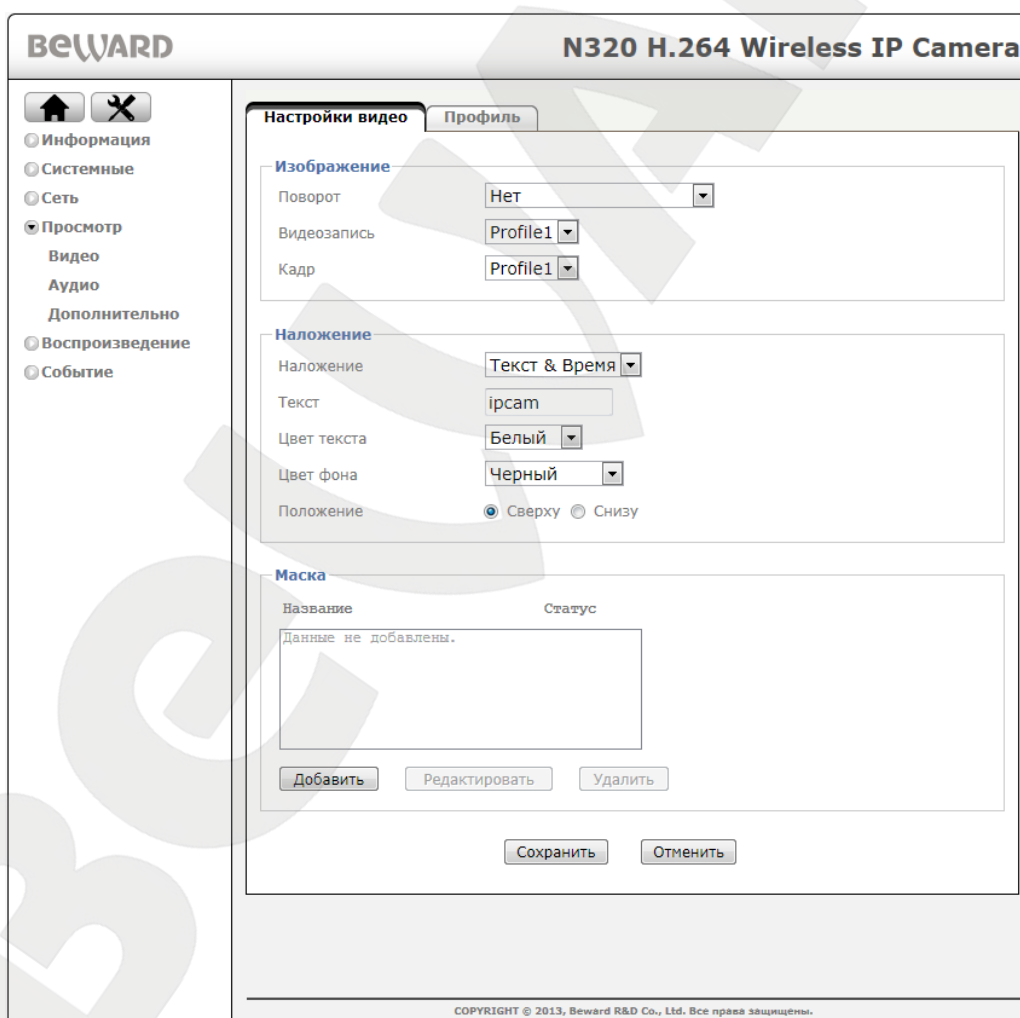 BEWARD
N320 H.264 Wireless IP Camera
Информация
Системные
Сеть
Просмотр
Видео
Аудио
Дополнительно
Воспроизведение
Событие
Настройки видео
Профиль
Изображение
Поворот Нет
Видеозапись Profile1
Кадр Profile1
Наложение
Наложение Текст & Время
Текст ipcam
Цвет текста Белый
Цвет фона Черный
Положение Сверху Снизу
Маска
Название Статус
Данные не добавлены.
Добавить Редактировать Удалить
Сохранить Отменить
COPYRIGHT © 2013, Beward R&D Co., Ltd. Все права защищены.